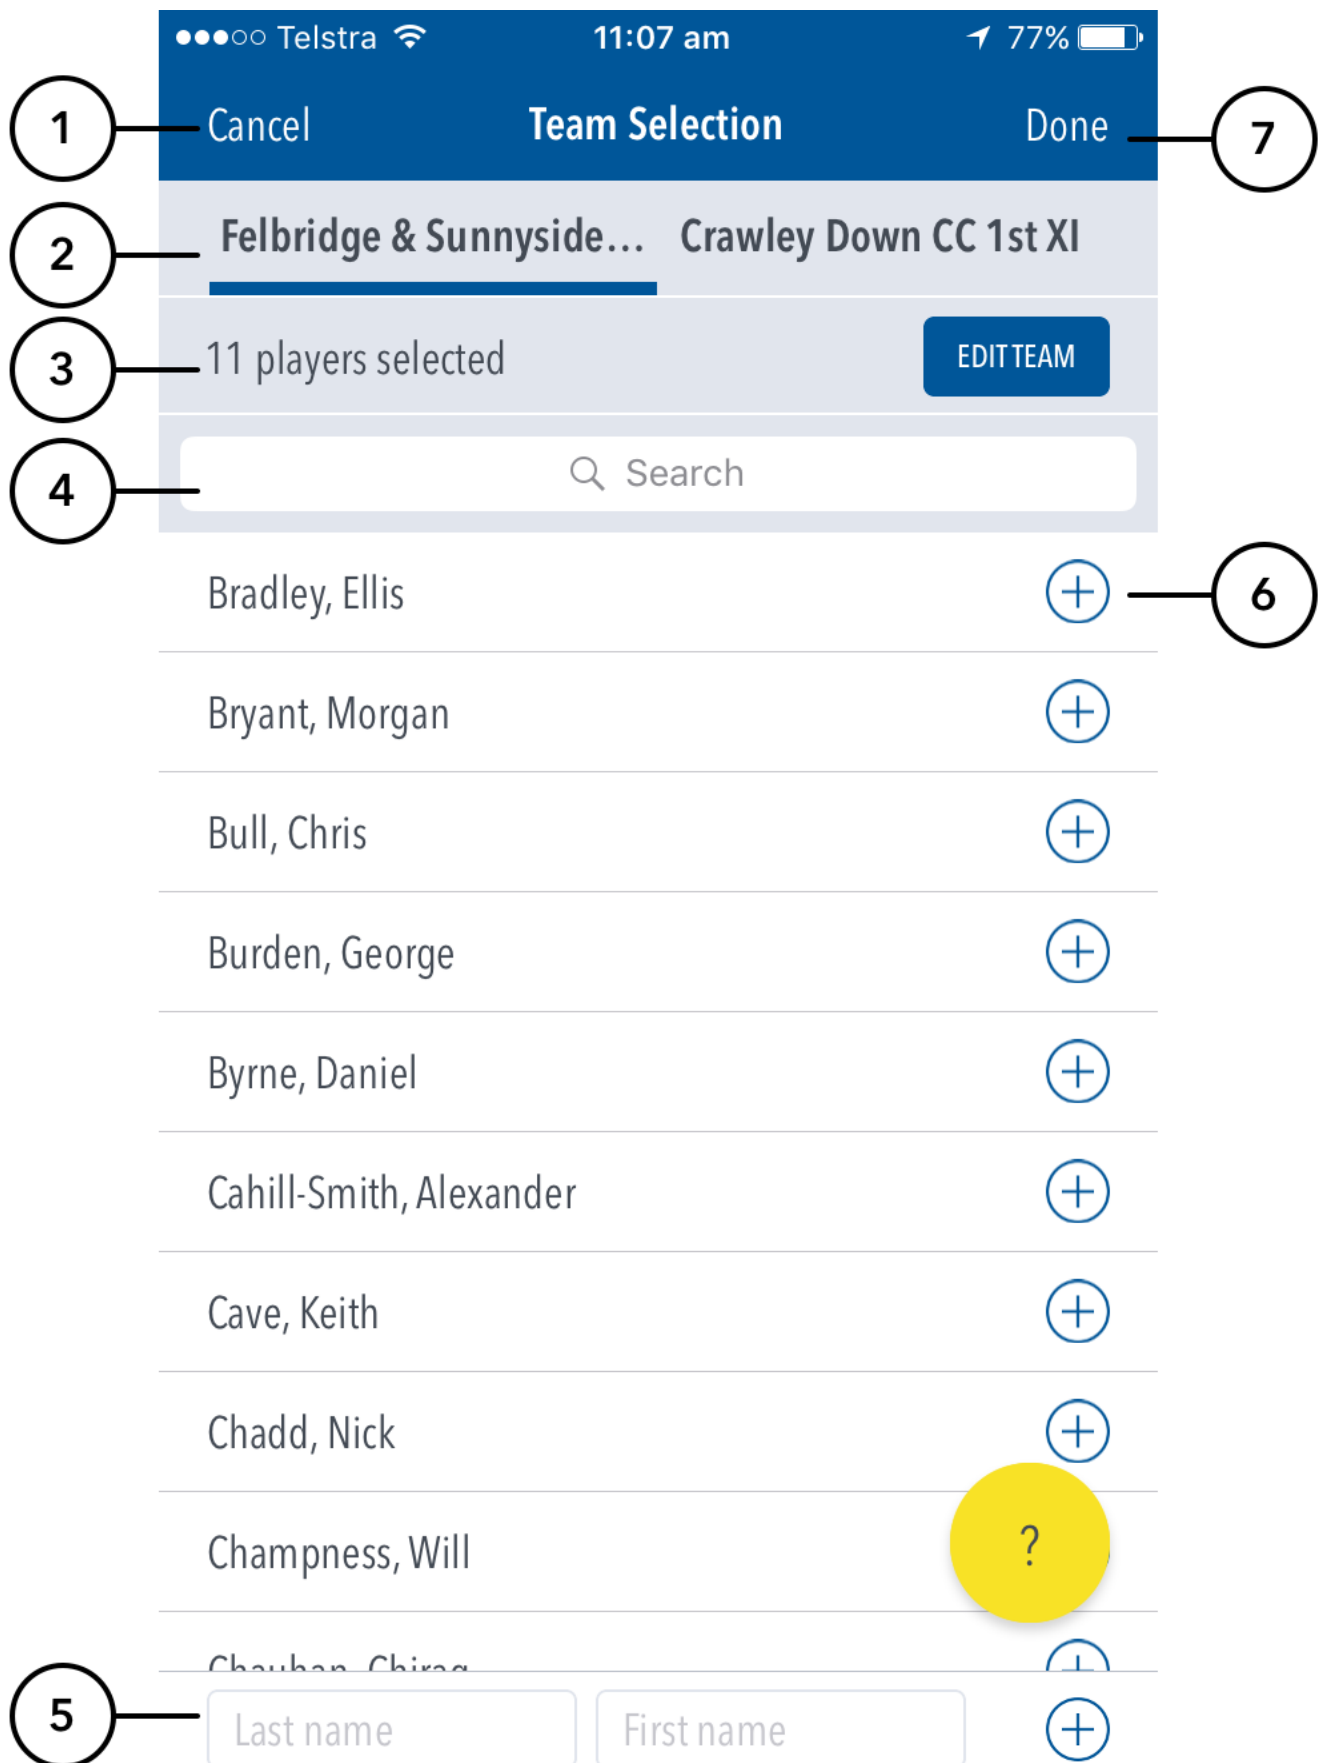 Telstra 11:07 am 77%
1 Cancel Team Selection Done 7
2 Felbridge & Sunnyside... Crawley Down CC 1st XI
3 11 players selected EDIT TEAM
4 Search
Bradley, Ellis 6
Bryant, Morgan
Bull, Chris
Burden, George
Byrne, Daniel
Cahill-Smith, Alexander
Cave, Keith
Chadd, Nick
Champness, Will ?
Chauhan, Chirag
5 Last name First name